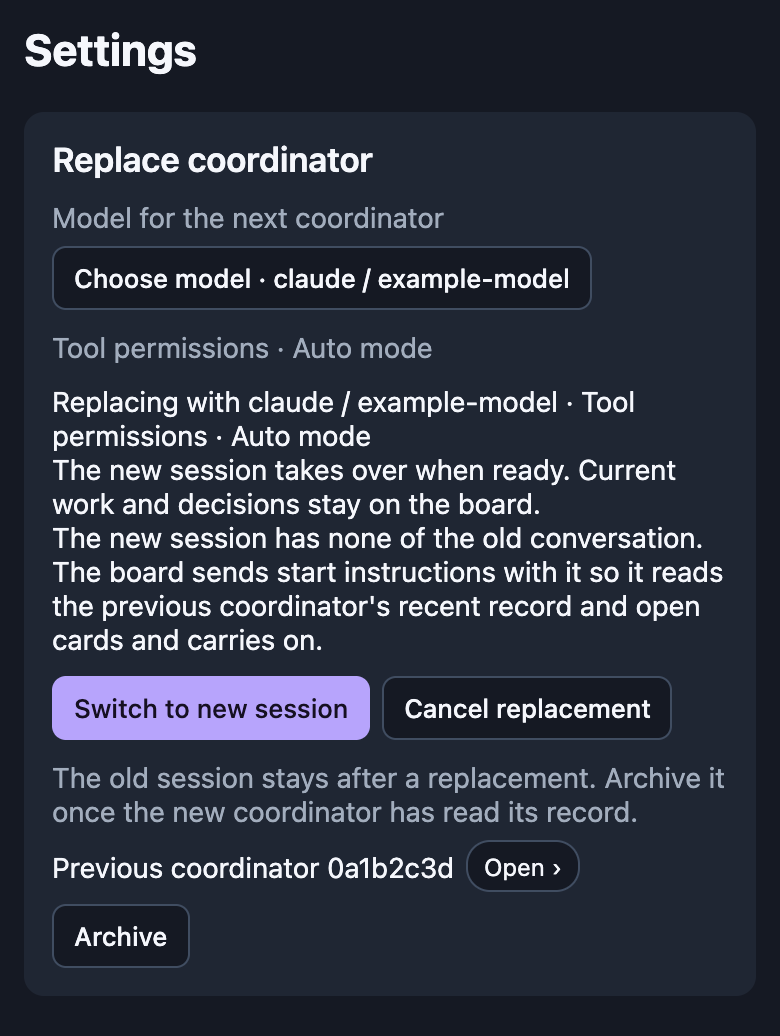 Settings
Replace coordinator
Model for the next coordinator
Choose model · claude / example-model
Tool permissions · Auto mode
Replacing with claude / example-model · Tool
permissions · Auto mode
The new session takes over when ready. Current
work and decisions stay on the board.
The new session has none of the old conversation.
The board sends start instructions with it so it reads
the previous coordinator's recent record and open
cards and carries on.
Switch to new session
Cancel replacement
The old session stays after a replacement. Archive it
once the new coordinator has read its record.
Previous coordinator 0a1b2c3d
Open ›
Archive